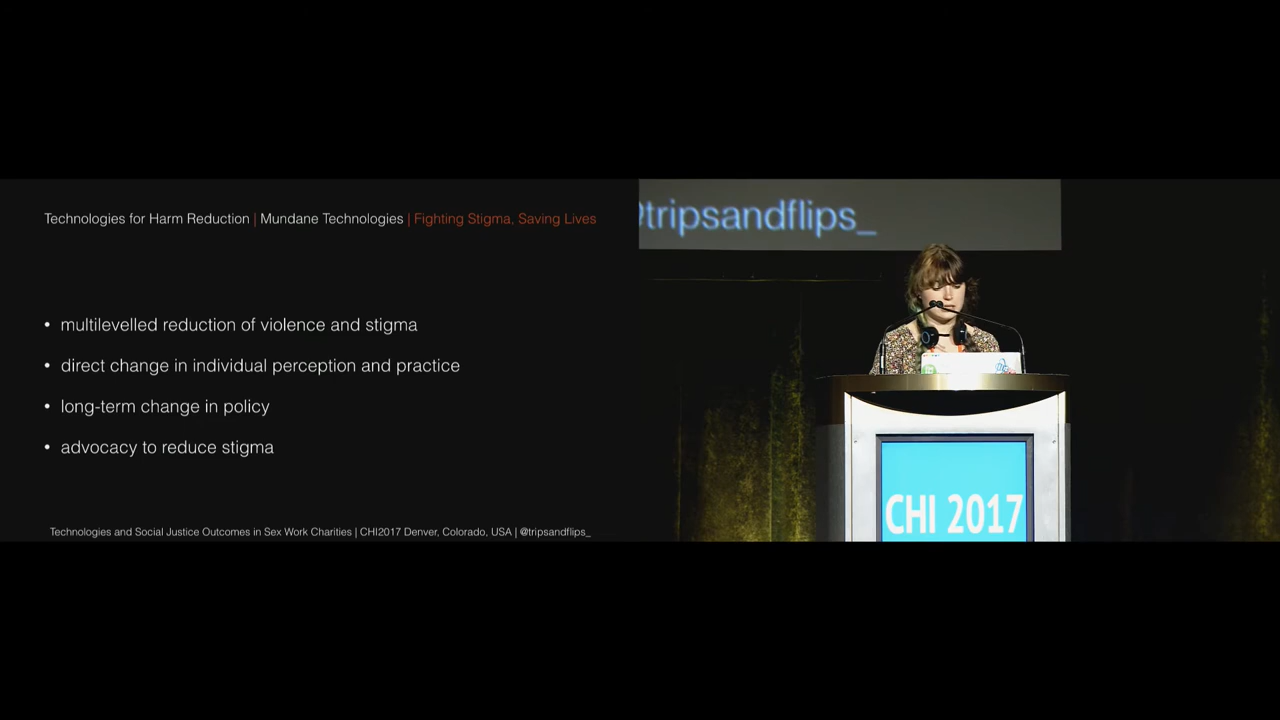 Technologies for Harm Reduction | Mundane Technologies | Fighting Stigma, Saving Lives
• multilevelled reduction of violence and stigma
• direct change in individual perception and practice
• long-term change in policy
• advocacy to reduce stigma
Technologies and Social Justice Outcomes in Sex Work Charities | CHI2017 Denver, Colorado, USA | @tripsandflips_
@tripsandflips_
CHI 2017